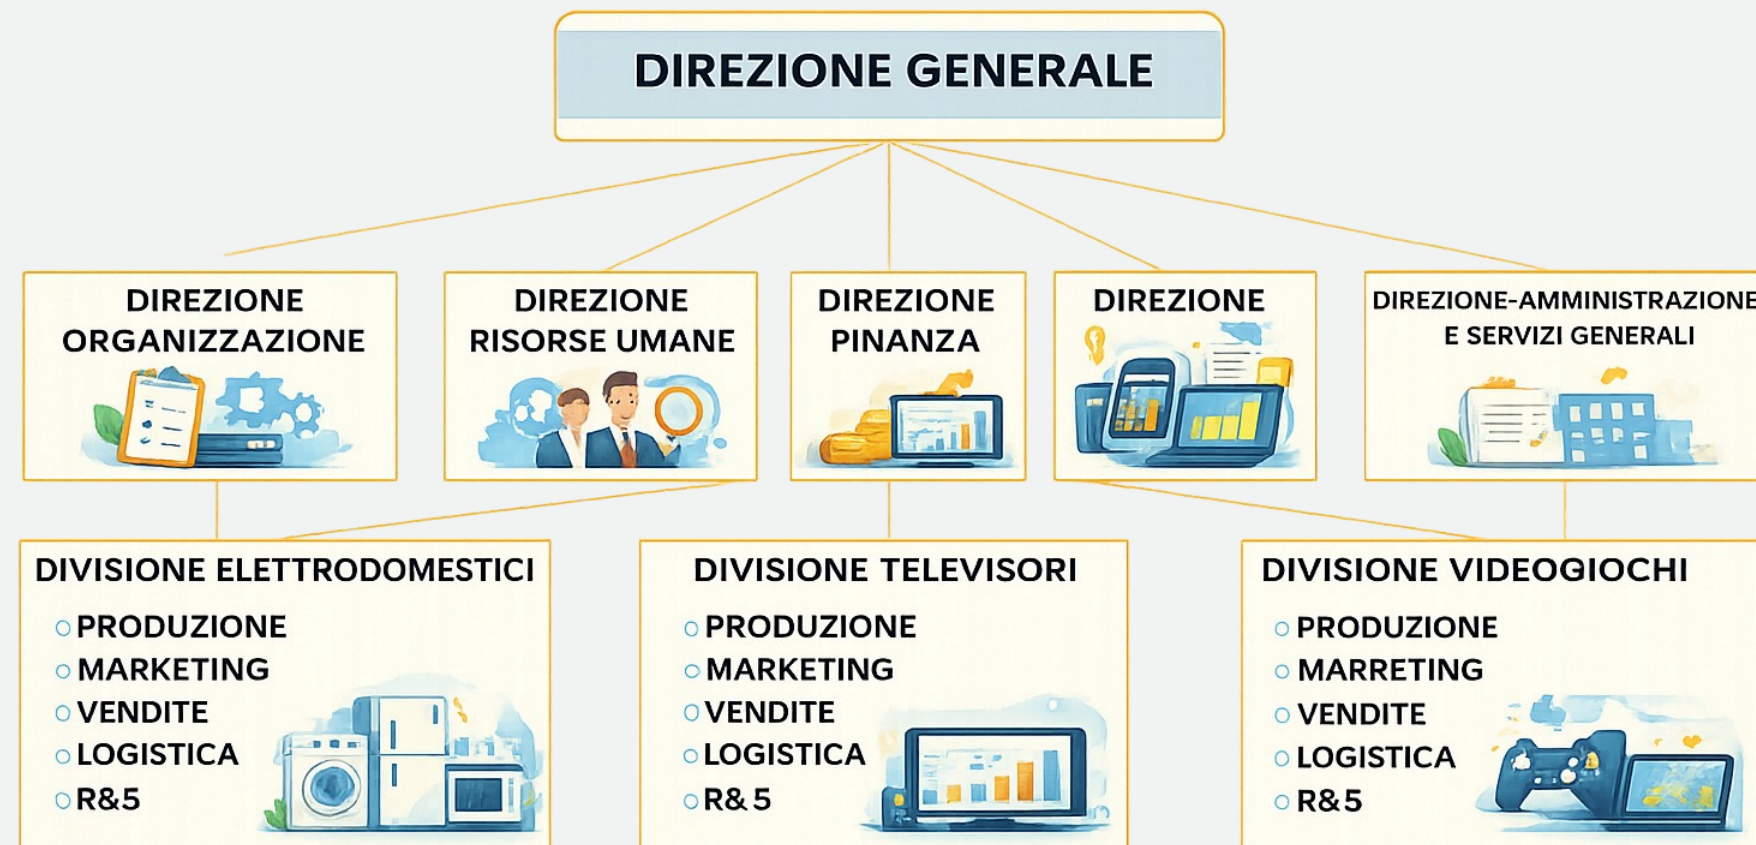 DIREZIONE GENERALE
DIREZIONE
ORGANIZZAZIONE
DIREZIONE
RISORSE UMANE
DIREZIONE
PINANZA
DIREZIONE
DIREZIONE-AMMINISTRAZIONE
E SERVIZI GENERALI
DIVISIONE ELETTRODOMESTICI
PRODUZIONE
MARKETING
VENDITE
LOGISTICA
R&5
DIVISIONE TELEVISORI
PRODUZIONE
MARKETING
VENDITE
LOGISTICA
R&5
DIVISIONE VIDEOGIOCHI
PRODUZIONE
MARRETING
VENDITE
LOGISTICA
R&5